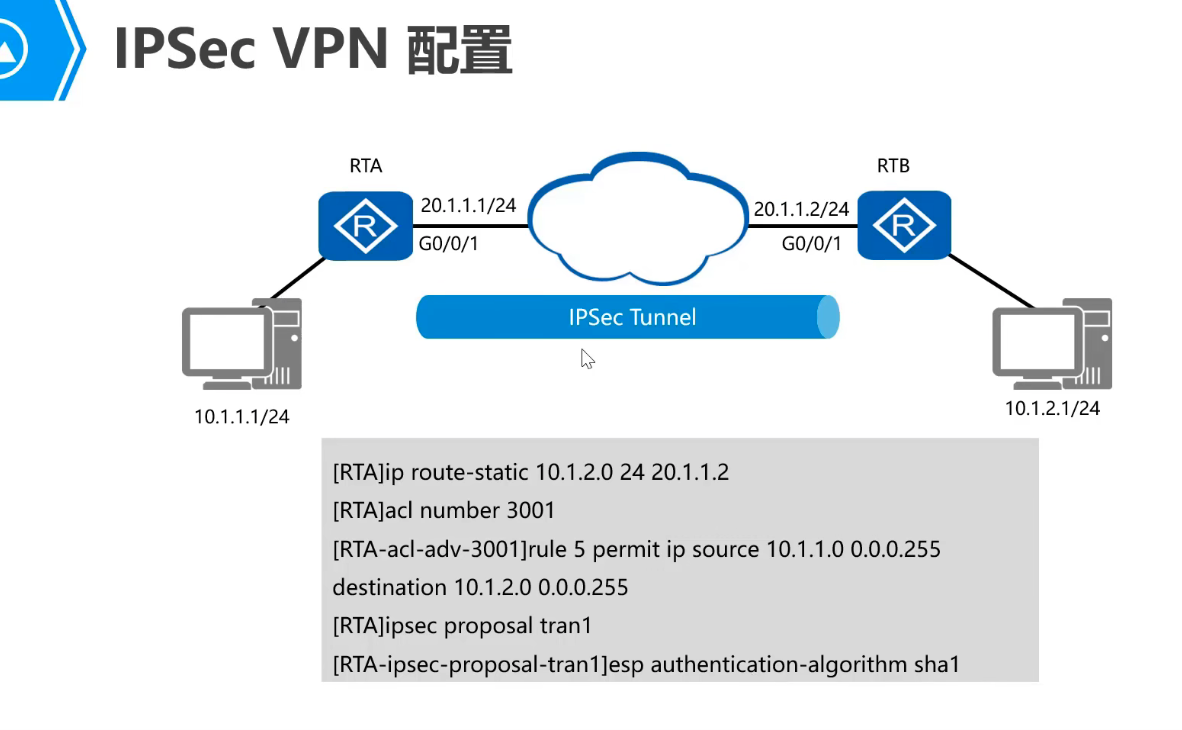 IPSec VPN 配置
RTA
RTB
20.1.1.1/24
20.1.1.2/24
G0/0/1
G0/0/1
IPSec Tunnel
10.1.1.1/24
10.1.2.1/24
[RTA]ip route-static 10.1.2.0 24 20.1.1.2
[RTA]acl number 3001
[RTA-acl-adv-3001]rule 5 permit ip source 10.1.1.0 0.0.0.255
destination 10.1.2.0 0.0.0.255
[RTA]ipsec proposal tran1
[RTA-ipsec-proposal-tran1]esp authentication-algorithm sha1